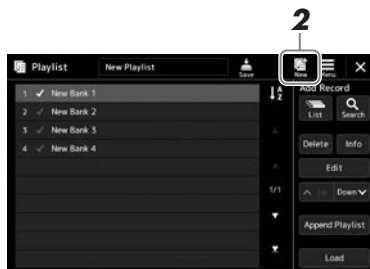 2
Playlist New Playlist Save New Menu
Add Record
1 New Bank 1
2 New Bank 2
3 New Bank 3
4 New Bank 4
A
Z
1/1
List Search
Delete Info
Edit
Up Down
Append Playlist
Load